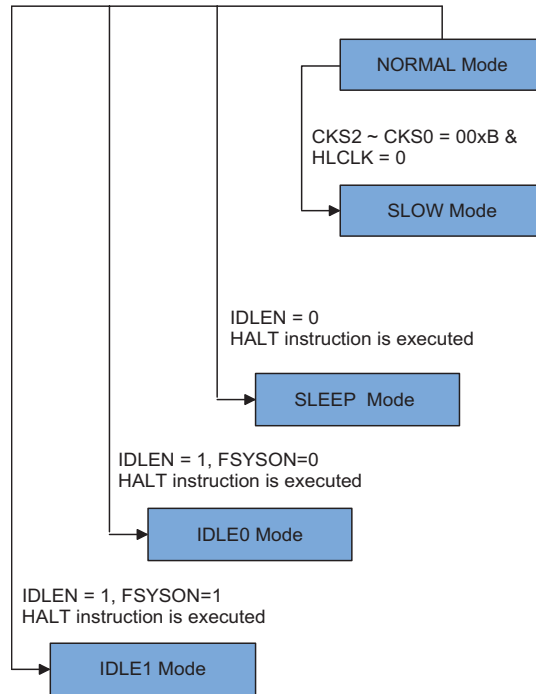 NORMAL Mode
CKS2 ~ CKS0 = 00xB &
HLCLK = 0
SLOW Mode
IDLEN = 0
HALT instruction is executed
SLEEP Mode
IDLEN = 1, FSYSON=0
HALT instruction is executed
IDLE0 Mode
IDLEN = 1, FSYSON=1
HALT instruction is executed
IDLE1 Mode